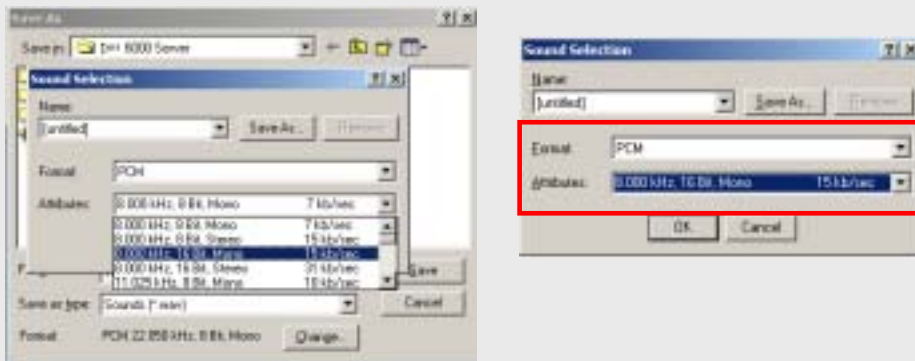 Save As
Save in: 6000 Server
Sound Selection
Name:
[untitled]
Save As...
Remove
Format:
PCM
Attributes:
8.000 kHz, 8 Bit, Mono 7 kb/sec
8.000 kHz, 8 Bit, Mono 7 kb/sec
8.000 kHz, 8 Bit, Stereo 15 kb/sec
8.000 kHz, 16 Bit, Mono 15 kb/sec
8.000 kHz, 16 Bit, Stereo 31 kb/sec
11.025 kHz, 8 Bit, Mono 10 kb/sec
Save
Save as type: Sounds (*.wav)
Cancel
Format: PCM 22.050 kHz, 8 Bit, Mono
Change...
Sound Selection
Name:
[untitled]
Save As...
Remove
Format:
PCM
Attributes:
8.000 kHz, 16 Bit, Mono 15 kb/sec
OK
Cancel